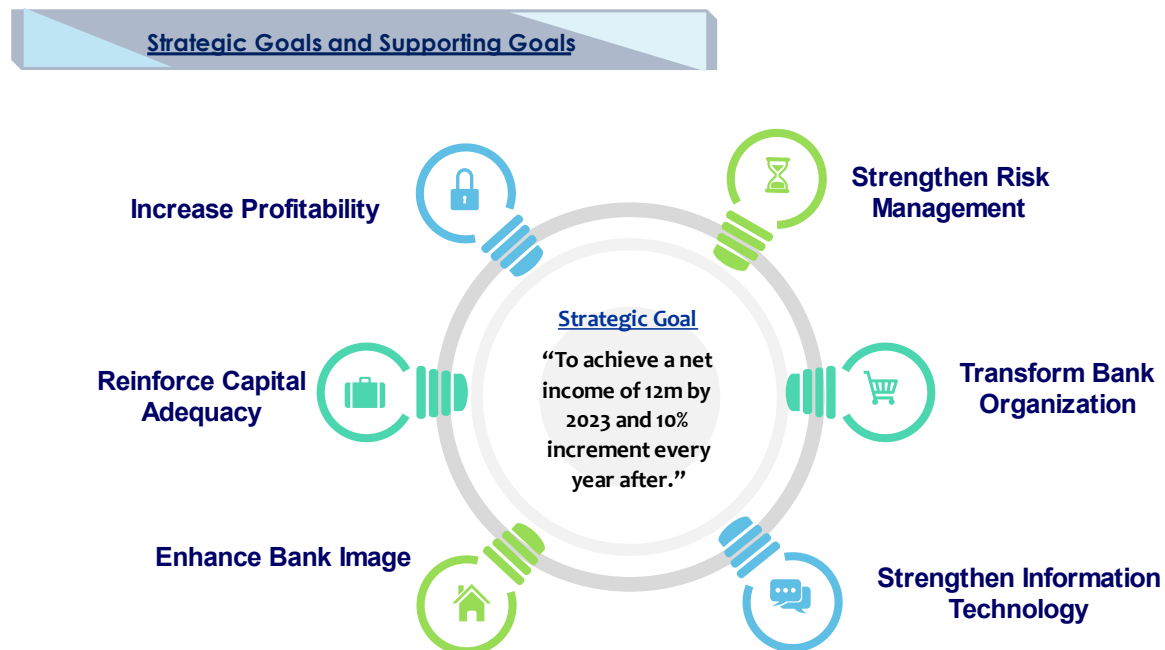 Strategic Goals and Supporting Goals
Increase Profitability
Strengthen Risk
Management
Reinforce Capital
Adequacy
Strategic Goal
“To achieve a net
income of 12m by
2023 and 10%
increment every
year after.”
Transform Bank
Organization
Enhance Bank Image
Strengthen Information
Technology